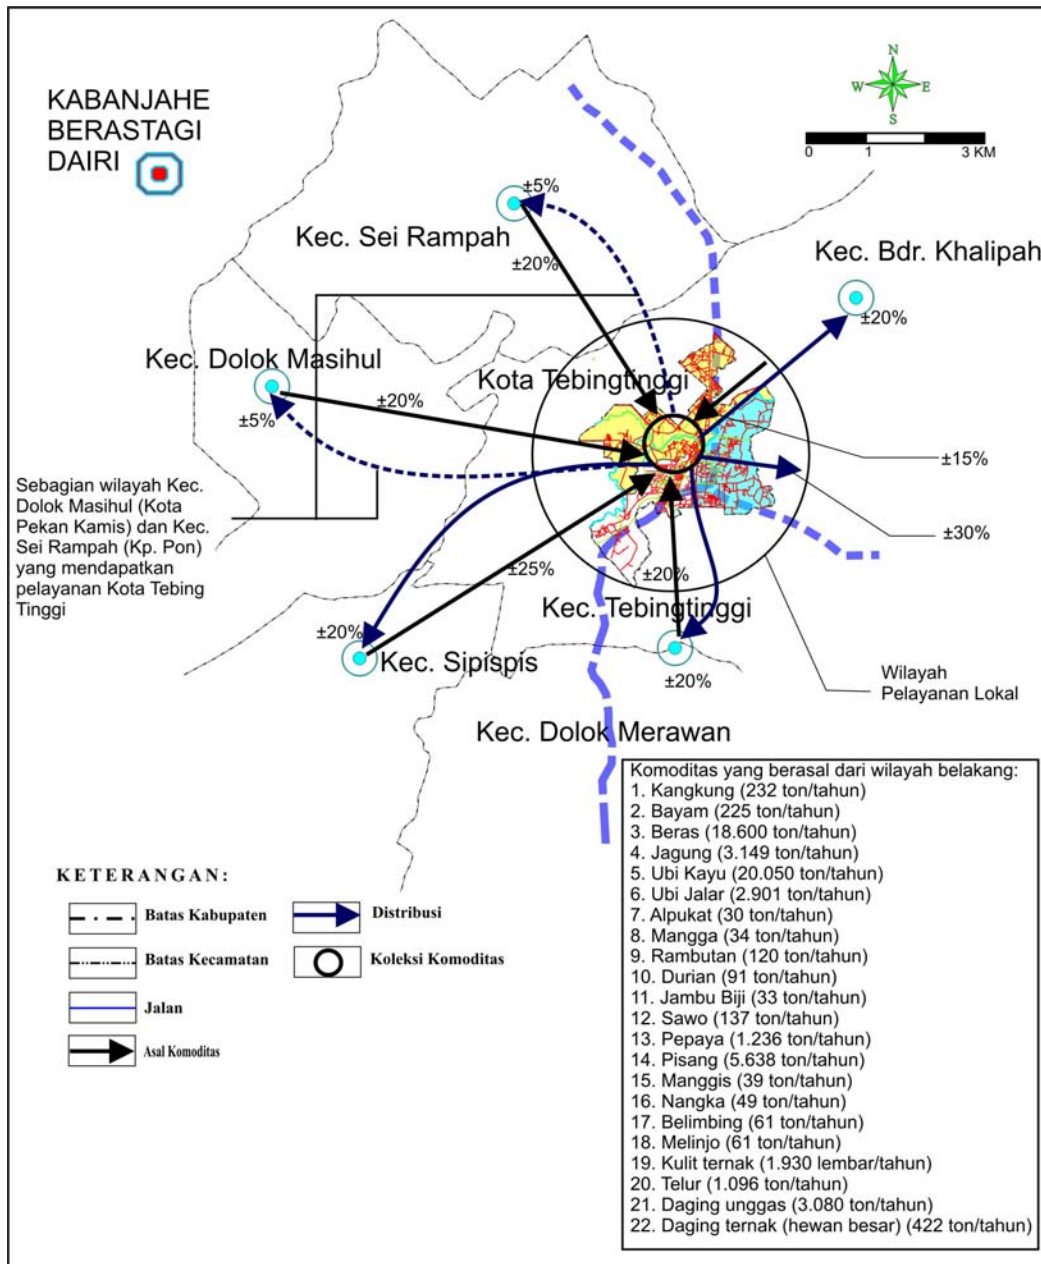 KABANJAHE
BERASTAGI
DAIRI
N
W E
S
0 1 3 KM
±5%
Kec. Sei Rampah
±20%
Kec. Bdr. Khalipah
±20%
Kec. Dolok Masihul
±20%
±5%
Kota Tebingtinggi
±15%
±30%
Sebagian wilayah Kec.
Dolok Masihul (Kota
Pekan Kamis) dan Kec.
Sei Rampah (Kp. Pon)
yang mendapatkan
pelayanan Kota Tebing
Tinggi
±25%
±20%
Kec. Tebingtinggi
±20%
Kec. Sipispis
±20%
Wilayah
Pelayanan Lokal
Kec. Dolok Merawan
Komoditas yang berasal dari wilayah belakang:
1. Kangkung (232 ton/tahun)
2. Bayam (225 ton/tahun)
3. Beras (18.600 ton/tahun)
4. Jagung (3.149 ton/tahun)
5. Ubi Kayu (20.050 ton/tahun)
6. Ubi Jalar (2.901 ton/tahun)
7. Alpukat (30 ton/tahun)
8. Mangga (34 ton/tahun)
9. Rambutan (120 ton/tahun)
10. Durian (91 ton/tahun)
11. Jambu Biji (33 ton/tahun)
12. Sawo (137 ton/tahun)
13. Pepaya (1.236 ton/tahun)
14. Pisang (5.638 ton/tahun)
15. Manggis (39 ton/tahun)
16. Nangka (49 ton/tahun)
17. Belimbing (61 ton/tahun)
18. Melinjo (61 ton/tahun)
19. Kulit ternak (1.930 lembar/tahun)
20. Telur (1.096 ton/tahun)
21. Daging unggas (3.080 ton/tahun)
22. Daging ternak (hewan besar) (422 ton/tahun)
KETERANGAN:
Batas Kabupaten
Distribusi
Batas Kecamatan
Koleksi Komoditas
Jalan
Asal Komoditas